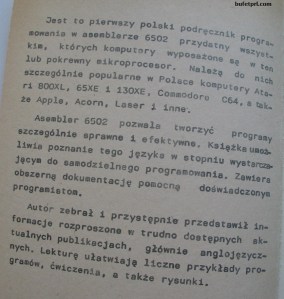 buldzpri.com
Jest to pierwszy polski podręcznik progra-
mowania w asemblerze 6502 przydatny wszyst-
kim, których komputery wyposażone są w ten
lub pokrewny mikroprocesor. Należą do nich
szczególnie popularne w Polsce komputery Ata-
ri 800XL, 65XE i 130XE, Commodore C64, a tak-
że Apple, Acorn, Laser i inne.
Asembler 6502 pozwala tworzyć programy
szczególnie sprawne i efektywne. Książka umoż-
liwia poznanie tego języka w stopniu wystarcza-
jącym do samodzielnego programowania. Zawiera
obszerną dokumentację pomocną doświadczonym
programistom.
Autor zebrał i przystępnie przedstawił in-
formacje rozproszone w trudno dostępnych ak-
tualnych publikacjach, głównie anglojęzycz-
nych. Lekturę ułatwiają liczne przykłady pro-
gramów, ćwiczenia, a także rysunki.